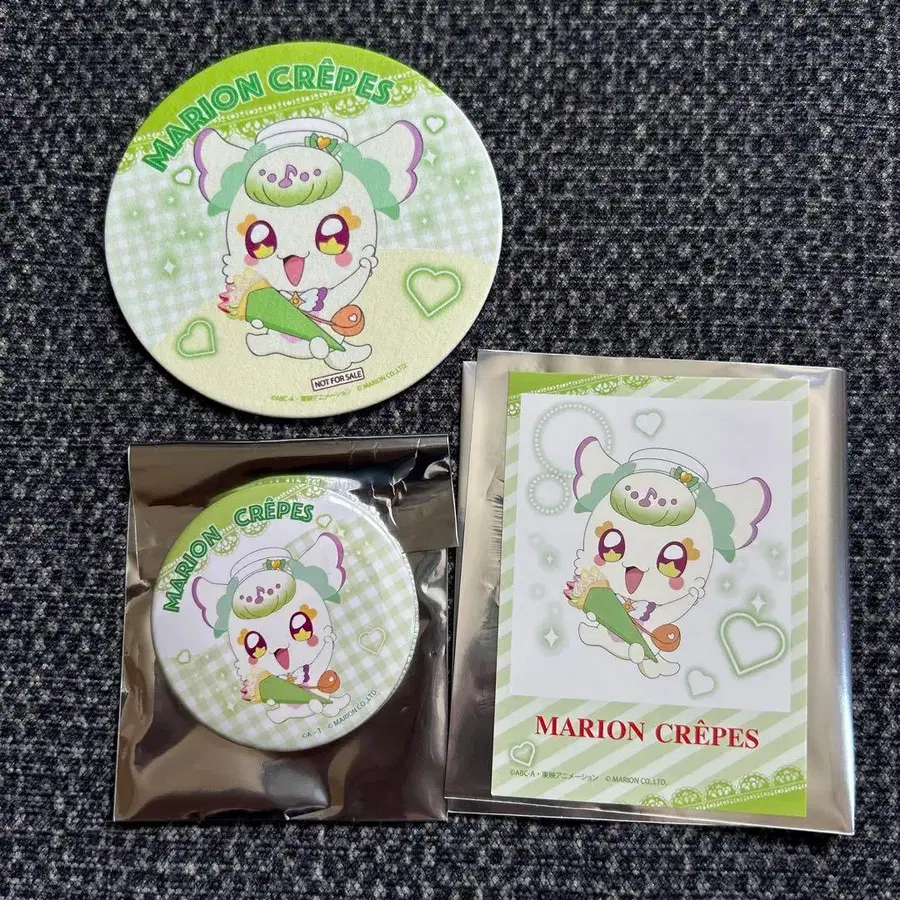 MARION CRÊPES
NOT FOR SALE
©ABC-A・東映アニメーション © MARION CO.,LTD.
MARION CRÊPES
©A・T © MARION CO.,LTD.
MARION CRÊPES
©ABC-A・東映アニメーション © MARION CO.,LTD.